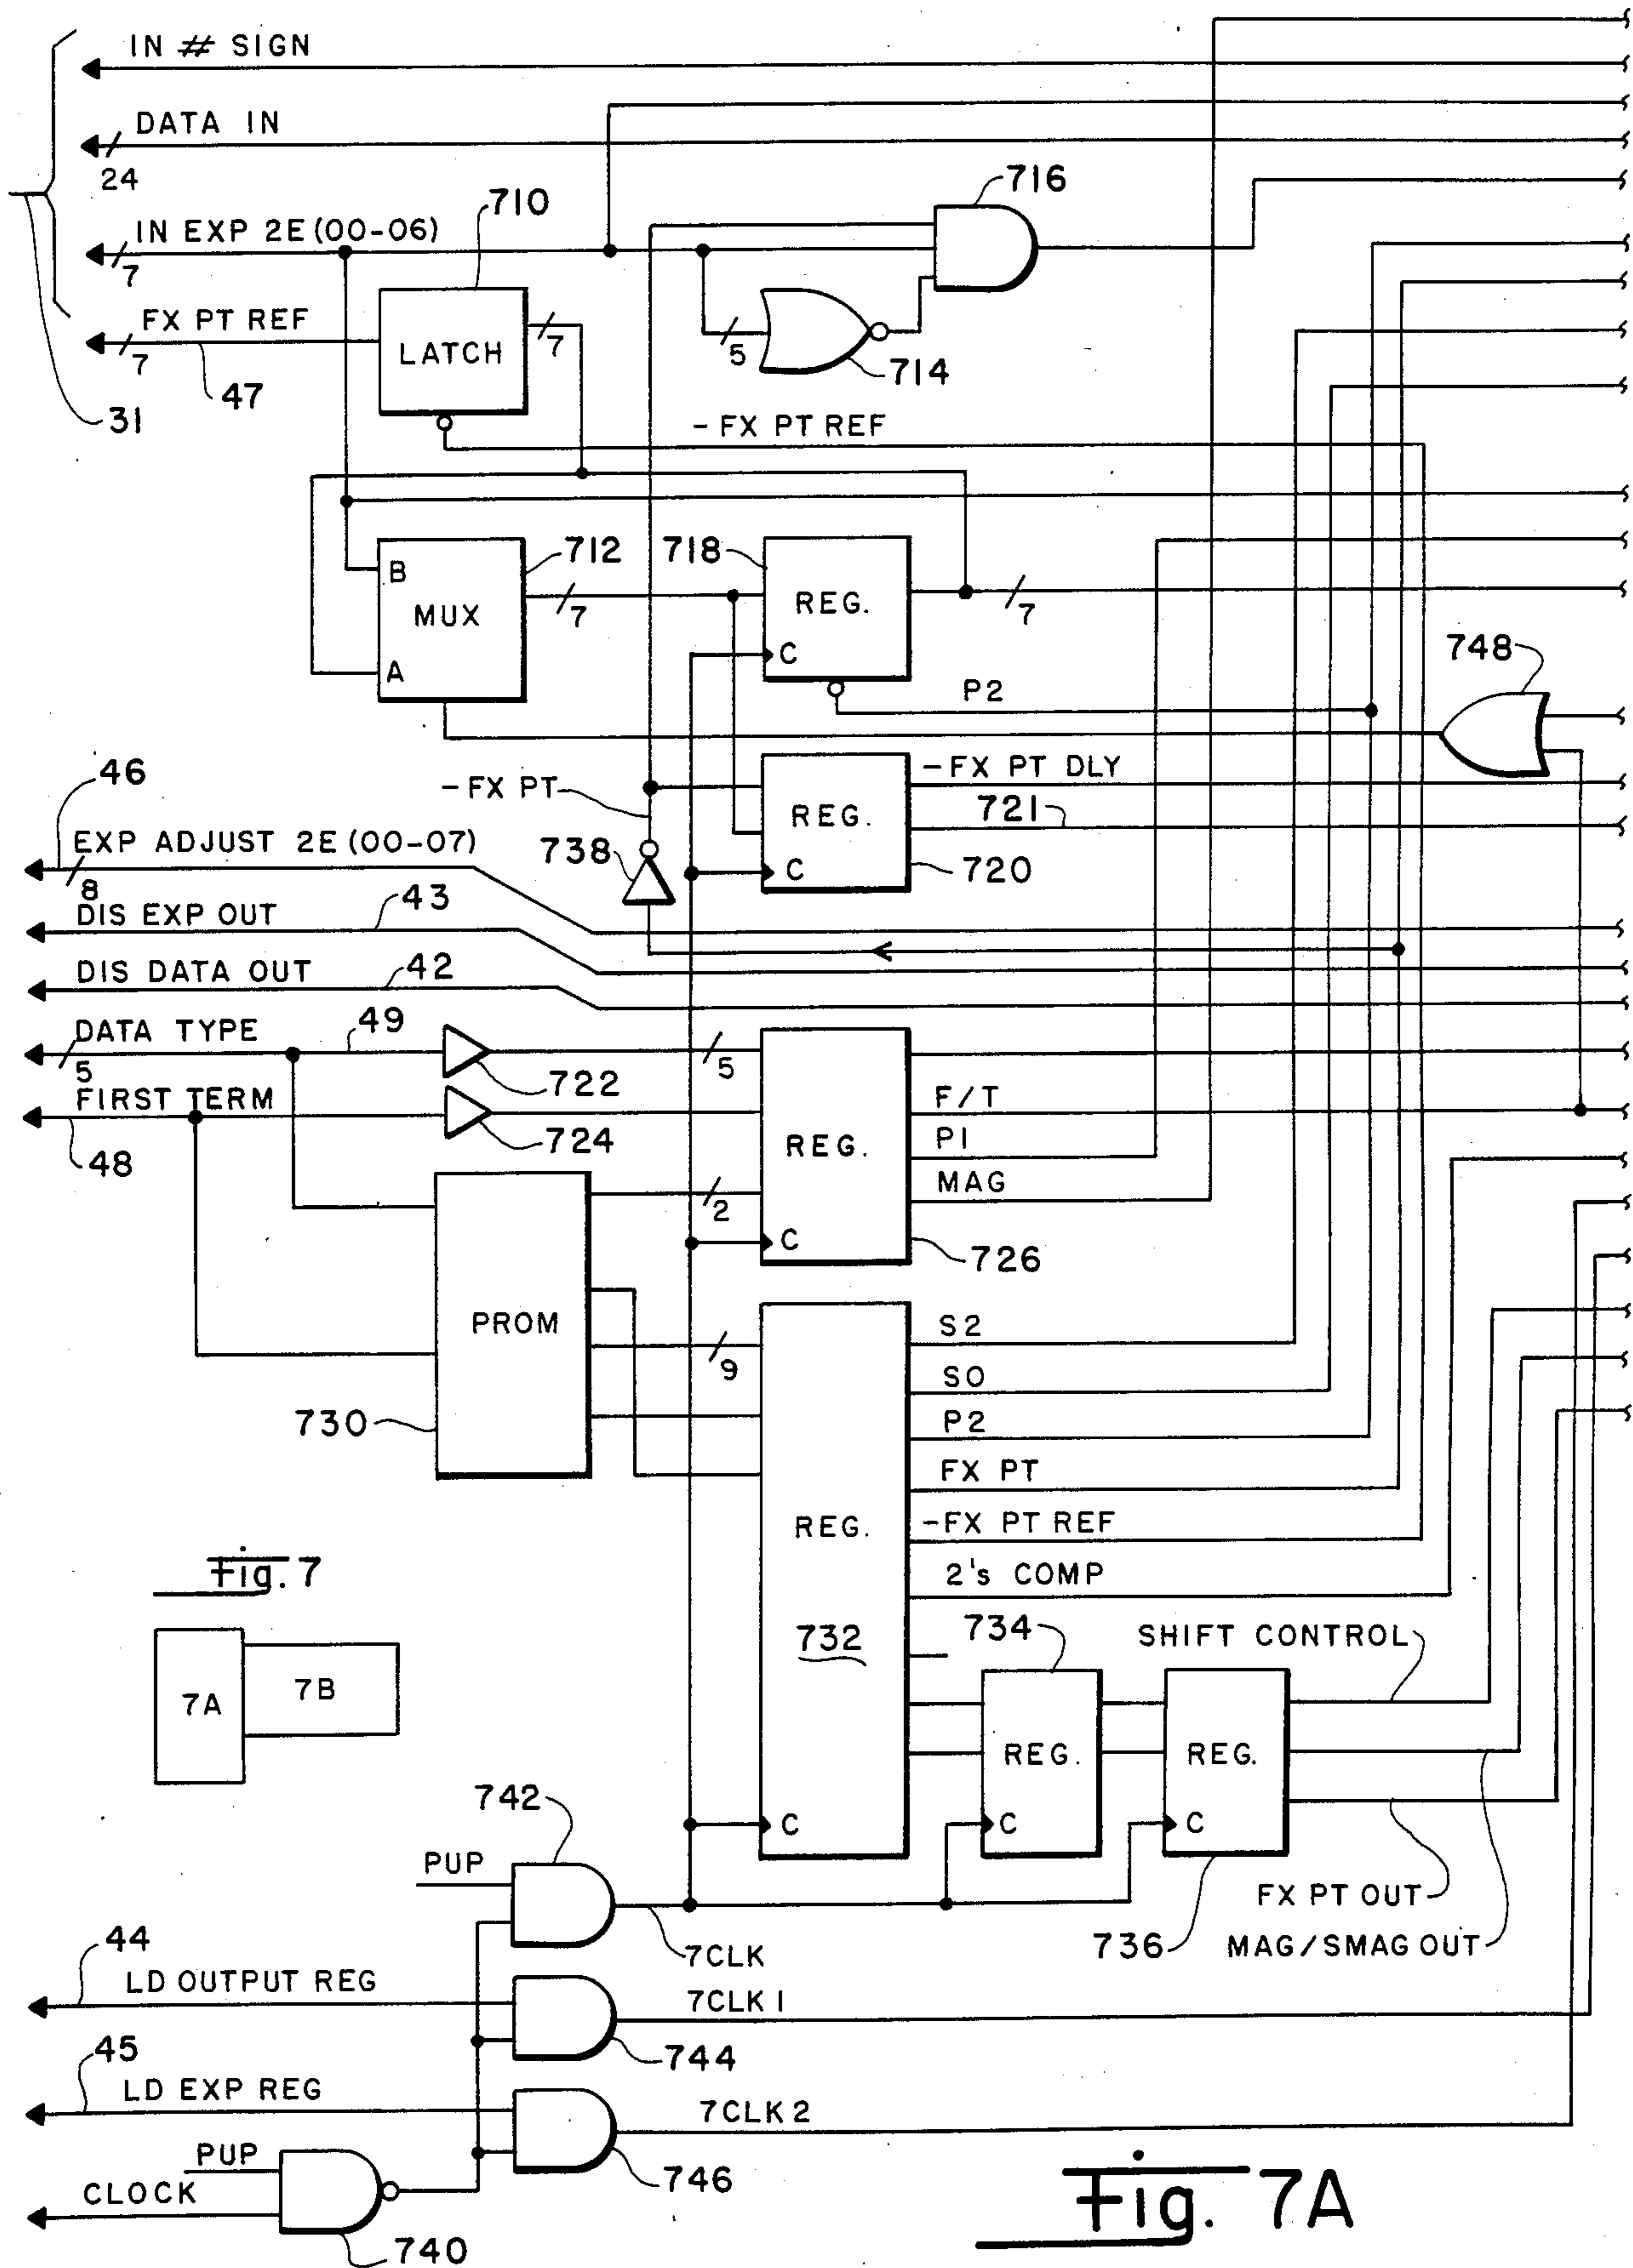 IN # SIGN
DATA IN
24
716
710
IN EXP 2E (00-06)
7
FX PT REF
7
LATCH
7
5
714
47
31
-FX PT REF
712
718
B
MUX
A
7
REG.
7
C
748
P2
46
-FX PT
-FX PT DLY
REG.
721
EXP ADJUST 2E (00-07)
738
C
720
8
43
DIS EXP OUT
DIS DATA OUT
42
DATA TYPE
49
5
5
722
FIRST TERM
F/T
724
REG.
P1
48
MAG
2
C
726
PROM
S2
9
S0
730
P2
FX PT
REG.
-FX PT REF
Fig. 7
2's COMP
734
732
SHIFT CONTROL
7A
7B
REG.
REG.
742
C
C
C
PUP
FX PT OUT
736
MAG/SMAG OUT
7CLK
44
LD OUTPUT REG
7CLK1
45
744
LD EXP REG
7CLK2
PUP
746
CLOCK
740
Fig. 7A